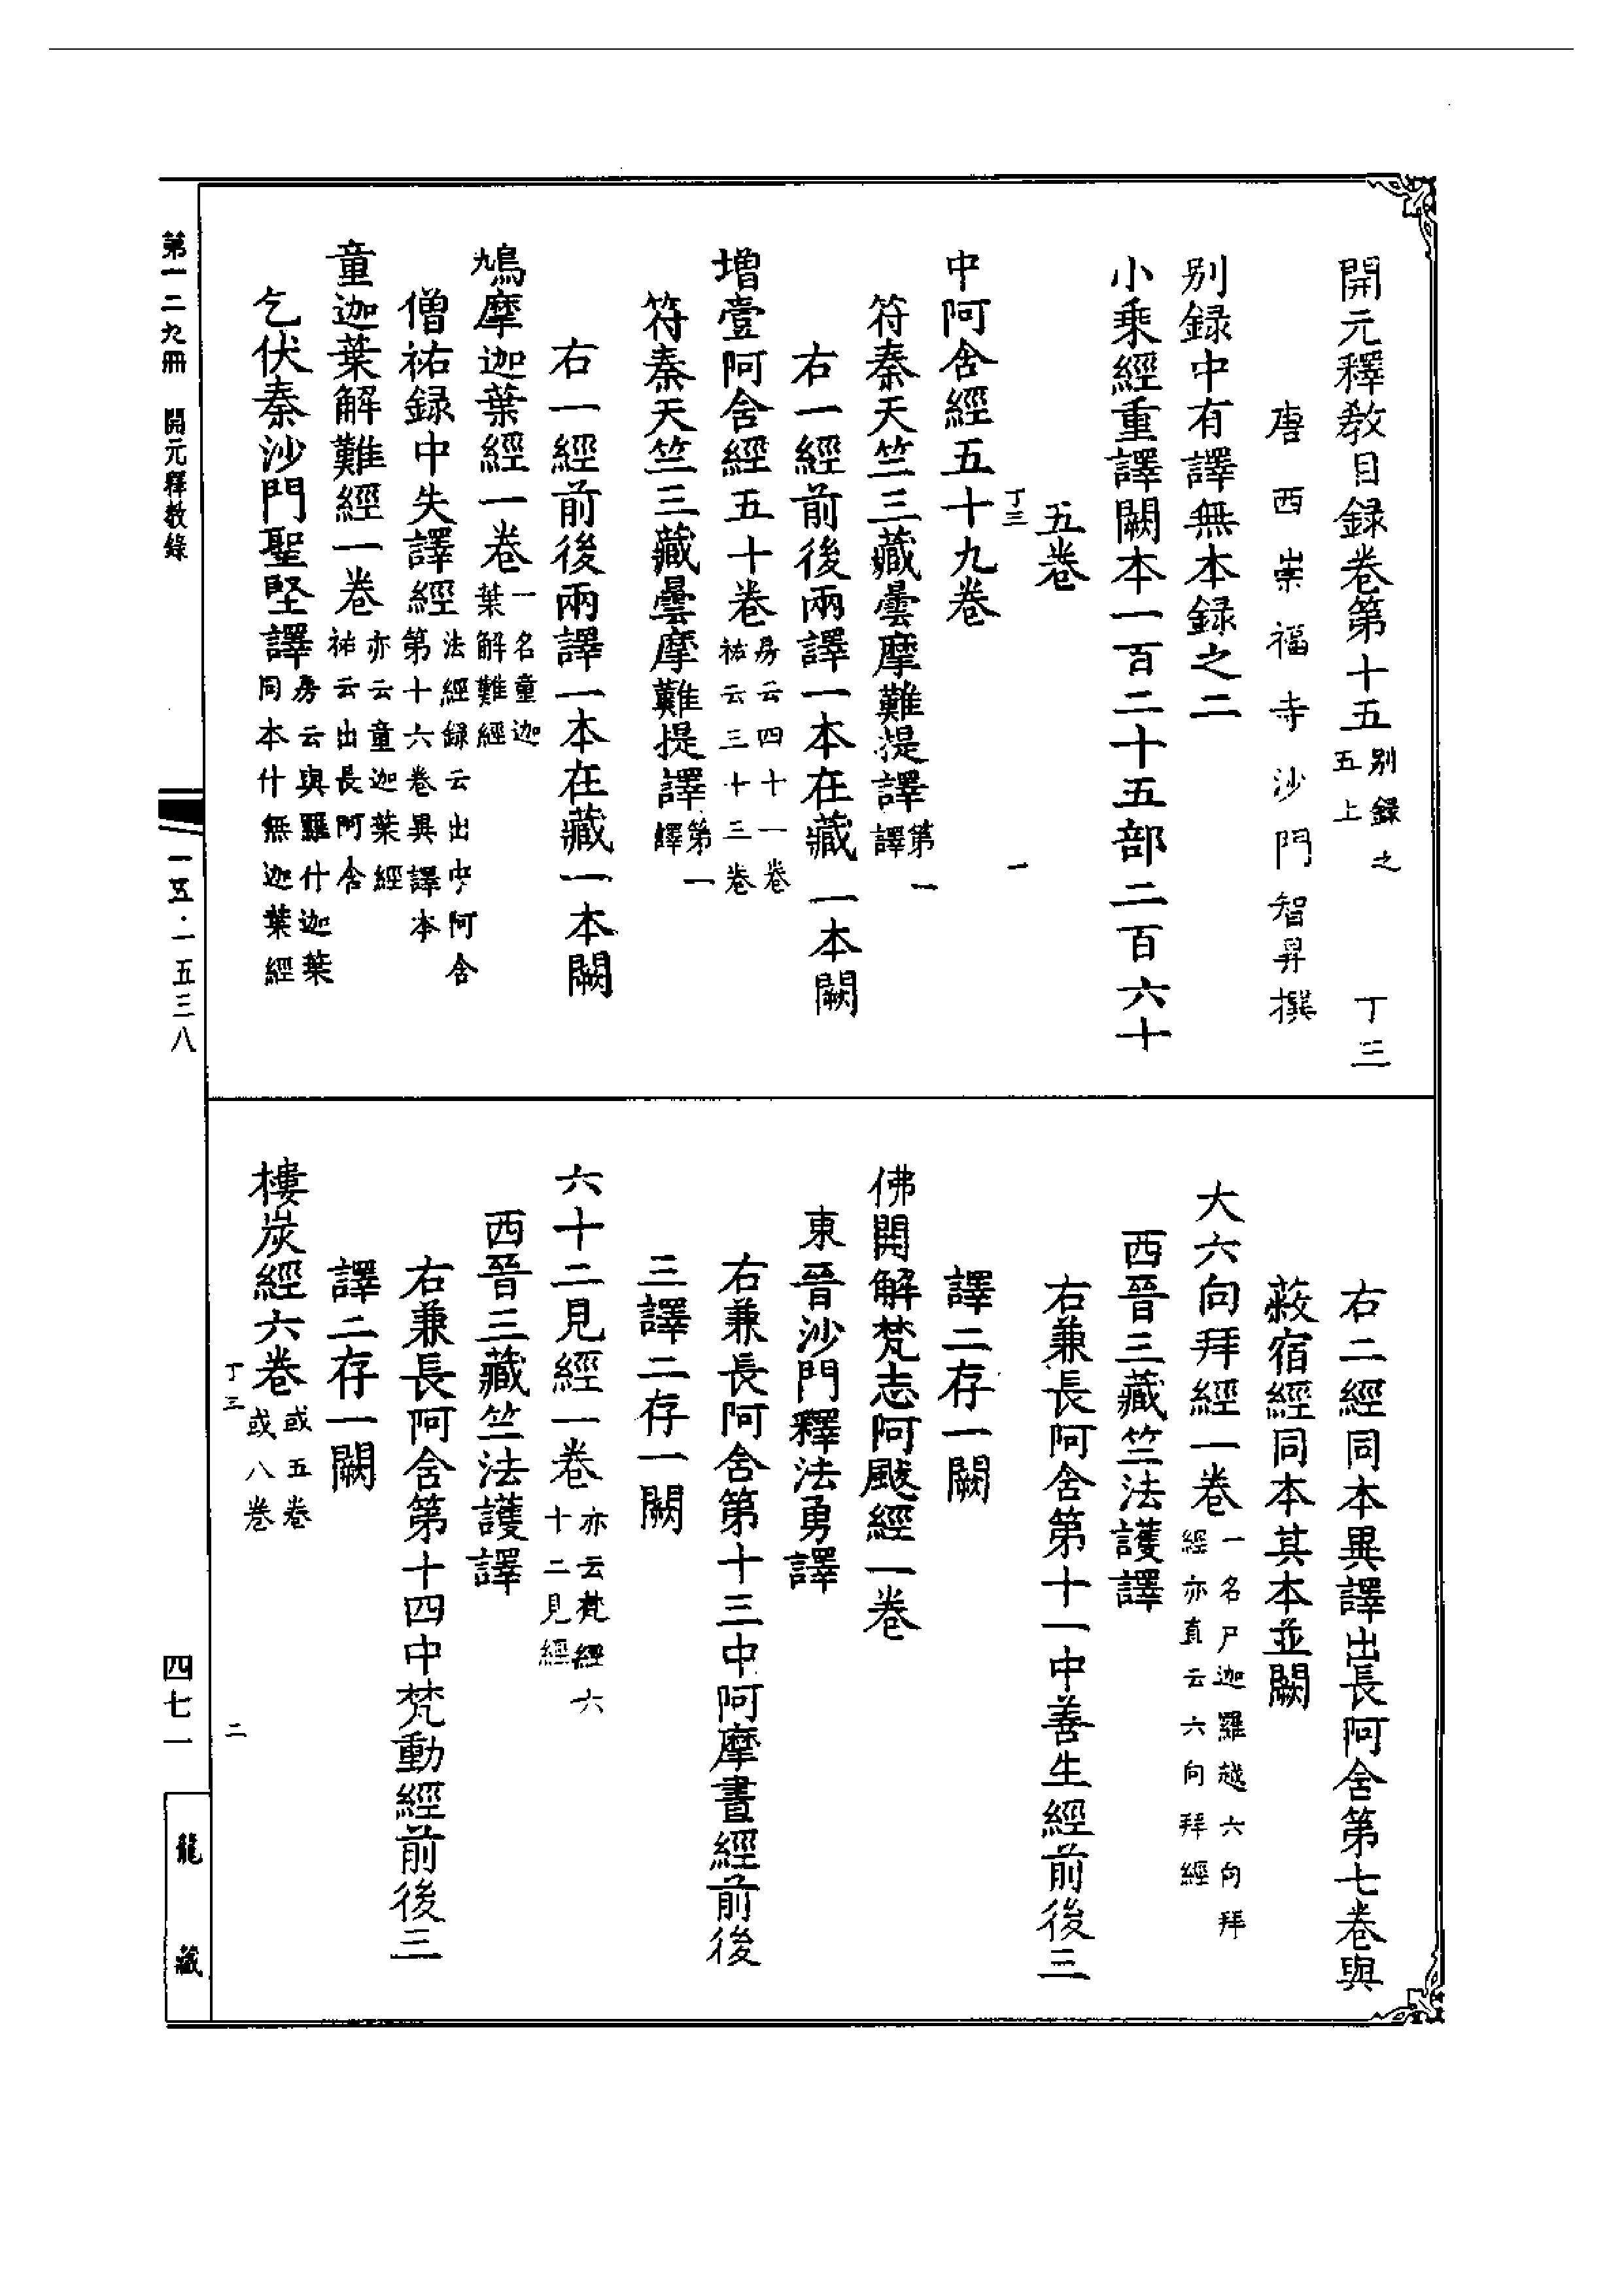 開元釋教目録卷第十五 别録之五上 丁三
唐西崇福寺沙門智昇撰
别録中有譯無本録之二
小乘經重譯闕本一百二十五部二百六十
五卷
丁三 一
中阿含經五十九卷
符秦天竺三藏曇摩難提譯 第一譯
右一經前後兩譯一本在藏一本闕
增壹阿含經五十卷 房云四十一卷祐云三十三卷
符秦天竺三藏曇摩難提譯 第一譯
右一經前後兩譯一本在藏一本闕
鳩摩迦葉經一卷 一名童迦葉解難經
僧祐録中失譯經 法經録云出中阿含第十六卷異譯本
童迦葉解難經一卷 亦云童迦葉經祐云出長阿含
乞伏秦沙門聖堅譯 房云與羅什迦葉同本什無迦葉經
右二經同本異譯出長阿含第七卷與
蔽宿經同本其本並闕
大六向拜經一卷 一名尸迦羅越六向拜經亦直云六向拜經
西晉三藏竺法護譯
右兼長阿含第十一中善生經前後三
譯二存一闕
佛開解梵志阿颰經一卷
東晉沙門釋法勇譯
右兼長阿含第十三中阿摩晝經前後
三譯二存一闕
六十二見經一卷 亦云梵經六十二見經
西晉三藏竺法護譯
右兼長阿含第十四中梵動經前後三
譯二存一闕
樓炭經六卷 或五卷或八卷
丁三 二
第一二九冊 開元釋教錄
一五·一五三八
四七一
龍藏